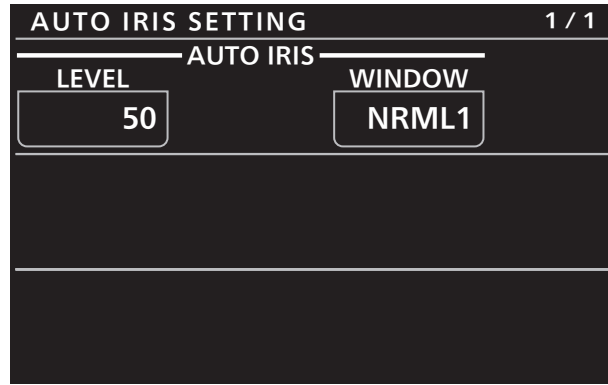 AUTO IRIS SETTING 1 / 1
AUTO IRIS
LEVEL WINDOW
50 NRML1